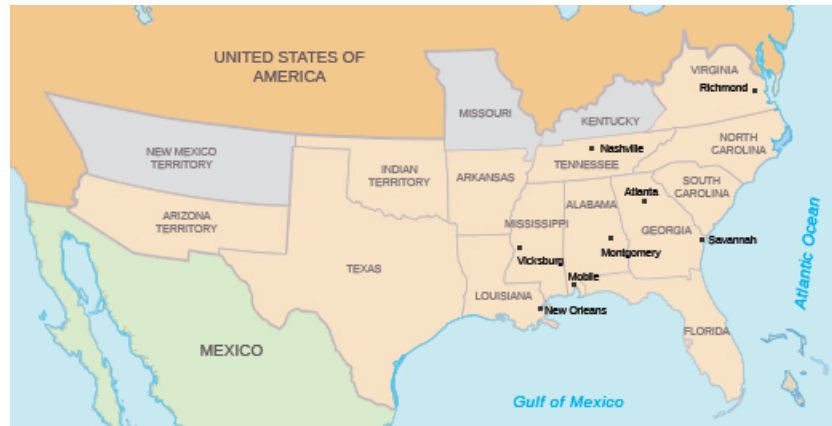 UNITED STATES OF
AMERICA
VIRGINIA
Richmond
MISSOURI
KENTUCKY
NEW MEXICO
TERRITORY
NORTH
CAROLINA
Nashville
TENNESSEE
INDIAN
TERRITORY
ARKANSAS
SOUTH
CAROLINA
Atlanta
ALABAMA
ARIZONA
TERRITORY
MISSISSIPPI
GEORGIA
Savannah
Montgomery
Vicksburg
TEXAS
Mobile
LOUISIANA
New Orleans
FLORIDA
MEXICO
Gulf of Mexico
Atlantic Ocean